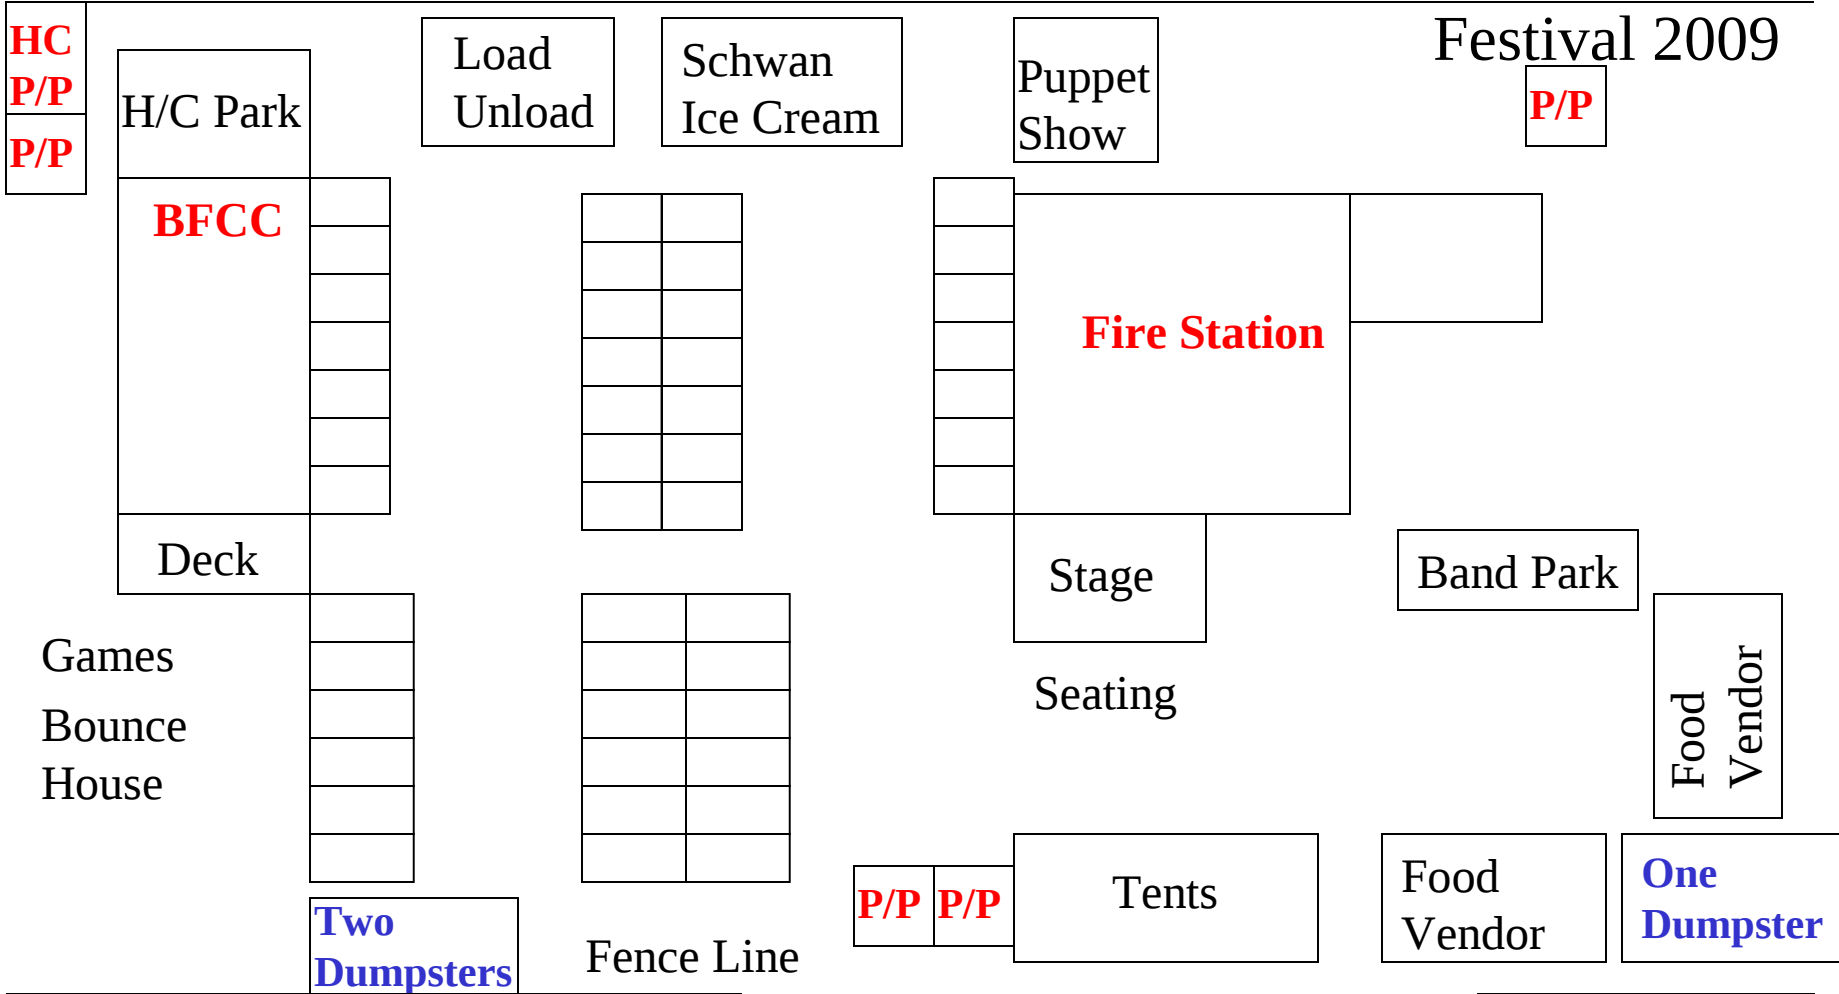 HC
P/P
P/P
H/C Park
Load
Unload
Schwan
Ice Cream
Puppet
Show
Festival 2009
P/P
BFCC
Fire Station
Deck
Stage
Band Park
Games
Bounce
House
Seating
Food
Vendor
Two
Dumpsters
Fence Line
P/P
P/P
Tents
Food
Vendor
One
Dumpster